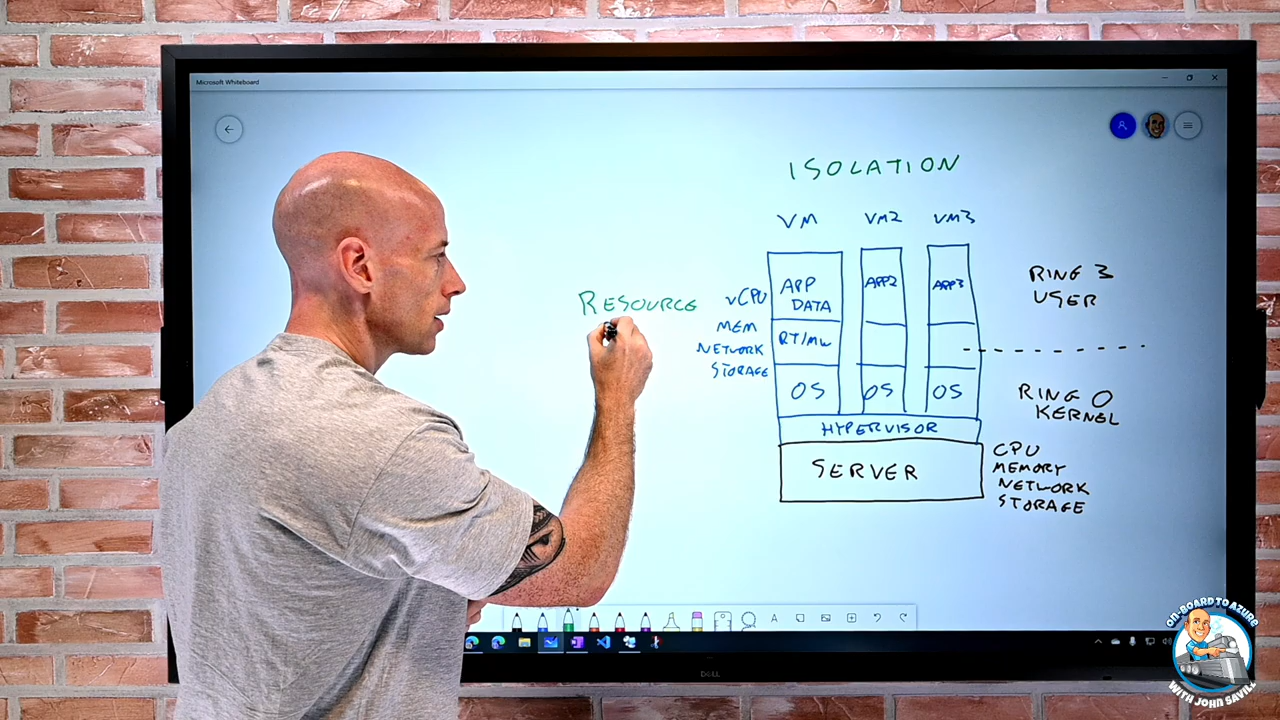 Microsoft Whiteboard
ISOLATION
VM VM2 VM3
APP
DATA
APP2
APP3
RING 3
USER
RESOURCE
vCPU
MEM
NETWORK
STORAGE
RT/MW
OS OS OS
RING 0
KERNEL
HYPERVISOR
SERVER
CPU
MEMORY
NETWORK
STORAGE
DELL
ON-BOARD TO AZURE
WITH JOHN SAVILL